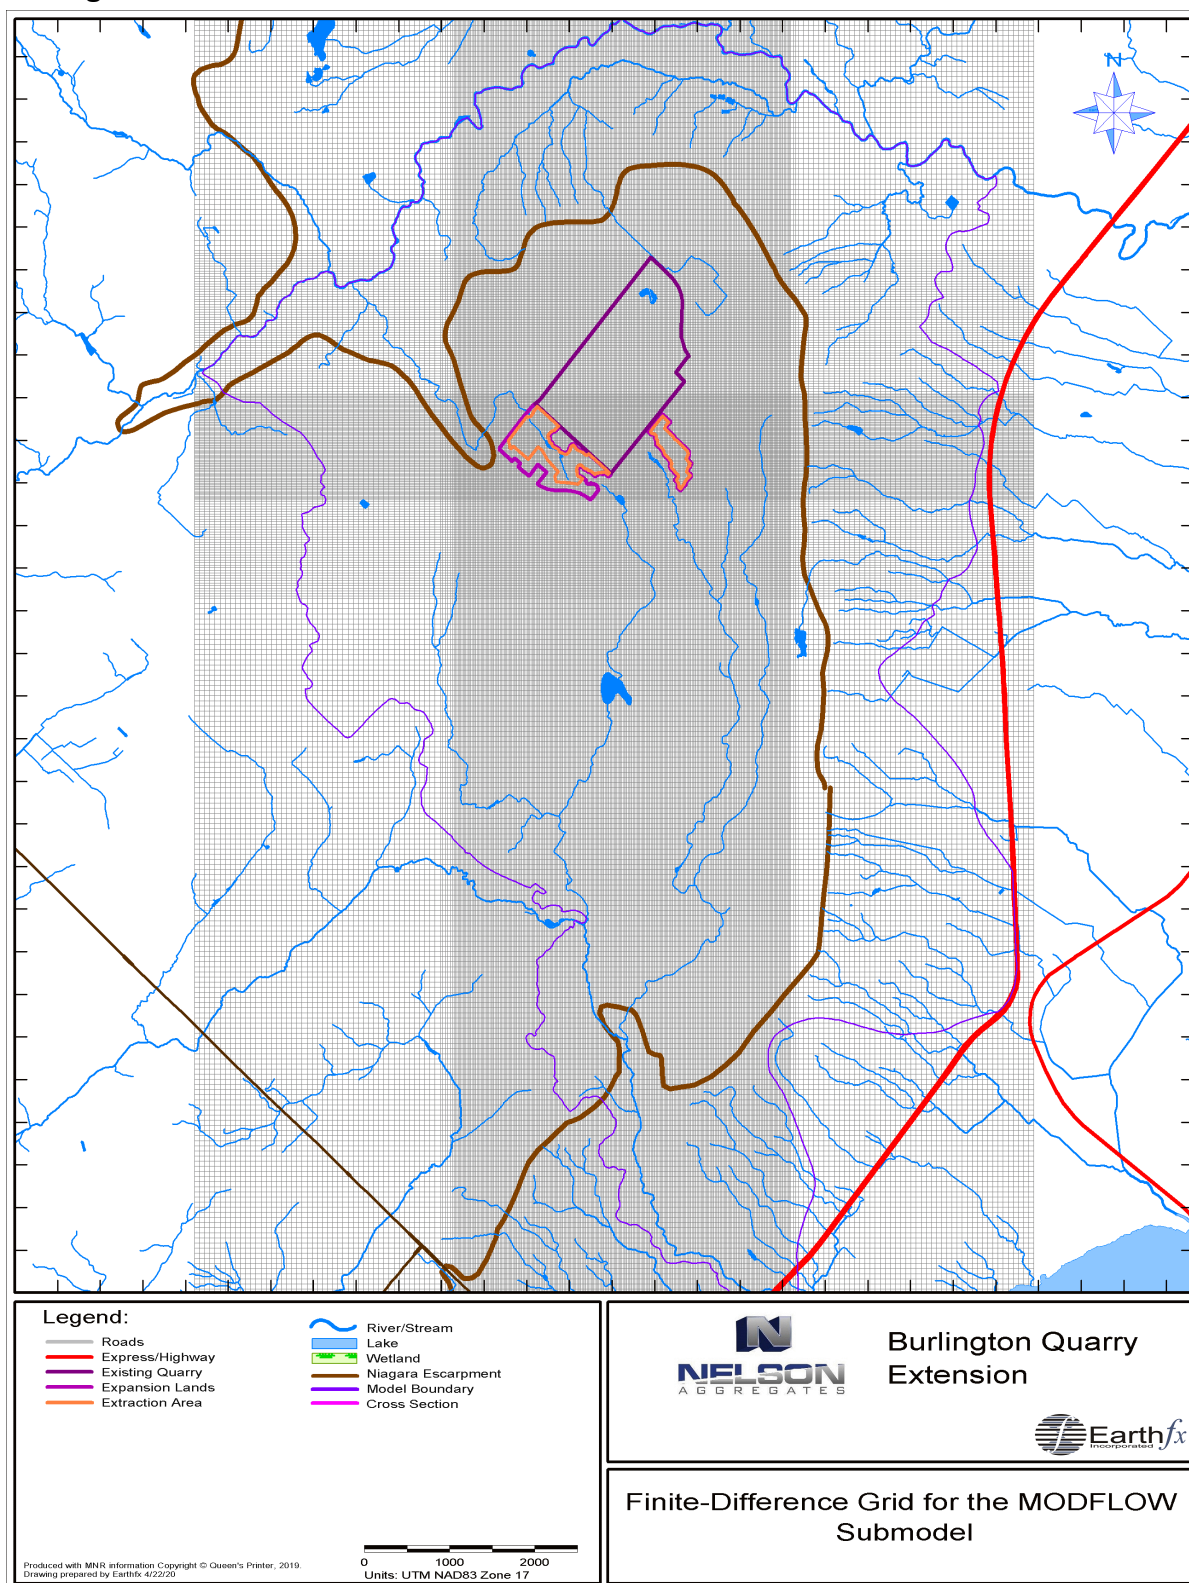 N
Legend:
Roads
Express/Highway
Existing Quarry
Expansion Lands
Extraction Area
River/Stream
Lake
Wetland
Niagara Escarpment
Model Boundary
Cross Section
0 1000 2000
Units: UTM NAD83 Zone 17
Produced with MNR information Copyright © Queen's Printer, 2019.
Drawing prepared by Earthfx 4/22/20
N
NELSON
AGGREGATES
Burlington Quarry
Extension
Earthfx
Incorporated
Finite-Difference Grid for the MODFLOW
Submodel